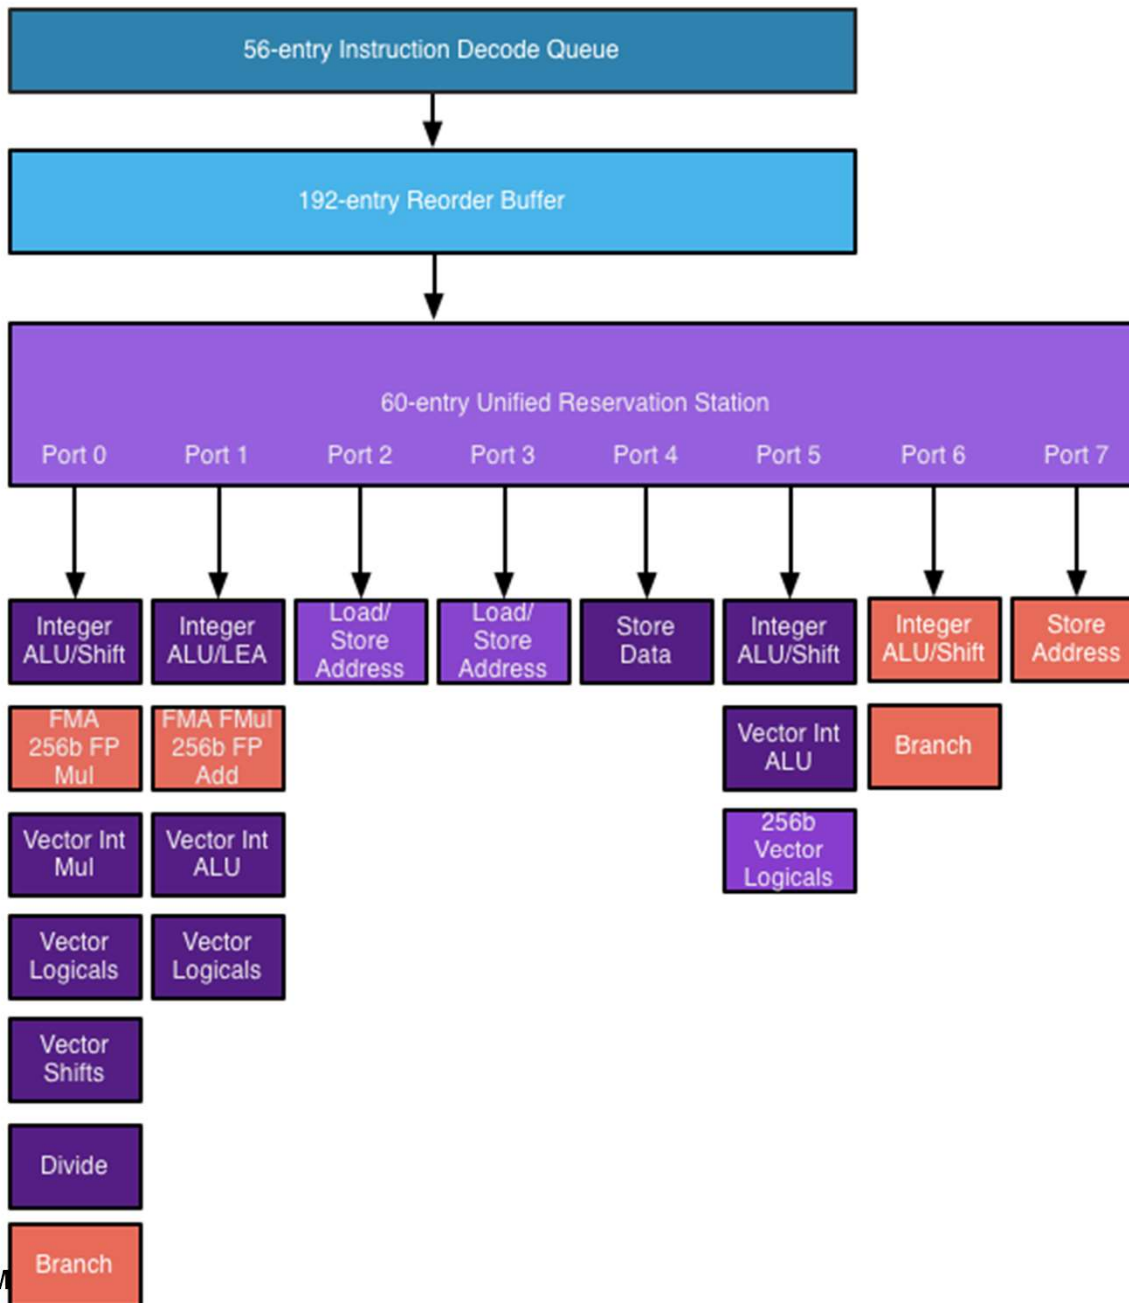 56-entry Instruction Decode Queue
192-entry Reorder Buffer
60-entry Unified Reservation Station
Port 0 Port 1 Port 2 Port 3 Port 4 Port 5 Port 6 Port 7
Integer
ALU/Shift
Integer
ALU/LEA
Load/
Store
Address
Load/
Store
Address
Store
Data
Integer
ALU/Shift
Integer
ALU/Shift
Store
Address
FMA
256b FP
Mul
FMA FMul
256b FP
Add
Vector Int
ALU
Branch
Vector Int
Mul
Vector Int
ALU
256b
Vector
Logicals
Vector
Logicals
Vector
Logicals
Vector
Shifts
Divide
Branch